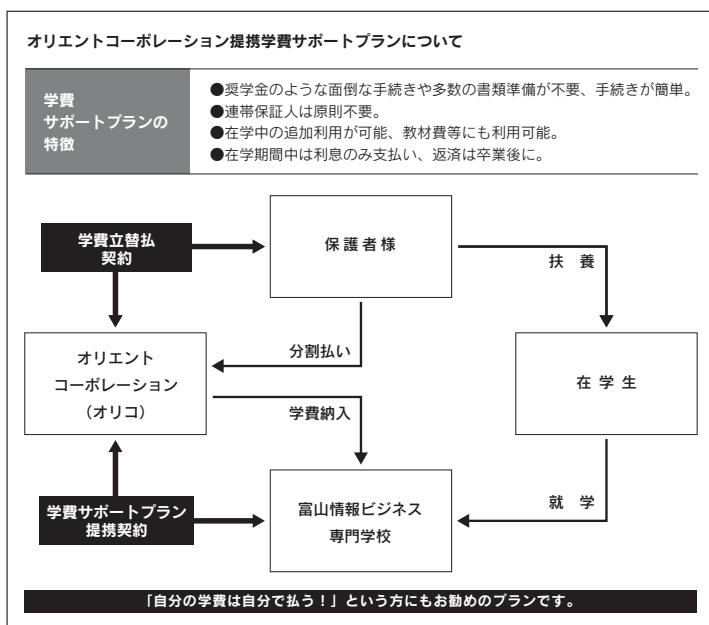 オリエントコーポレーション提携学費サポートプランについて
学費
サポートプランの
特徴
●奨学金のような面倒な手続きや多数の書類準備が不要、手続きが簡単。
●連帯保証人は原則不要。
●在学中の追加利用が可能、教材費等にも利用可能。
●在学期間中は利息のみ支払い、返済は卒業後に。
学費立替払
契約
保護者様
扶 養
分割払い
オリエント
コーポレーション
（オリコ）
在学生
学費納入
学費サポートプラン
提携契約
富山情報ビジネス
専門学校
就 学
「自分の学費は自分で払う！」という方にもお勧めのプランです。